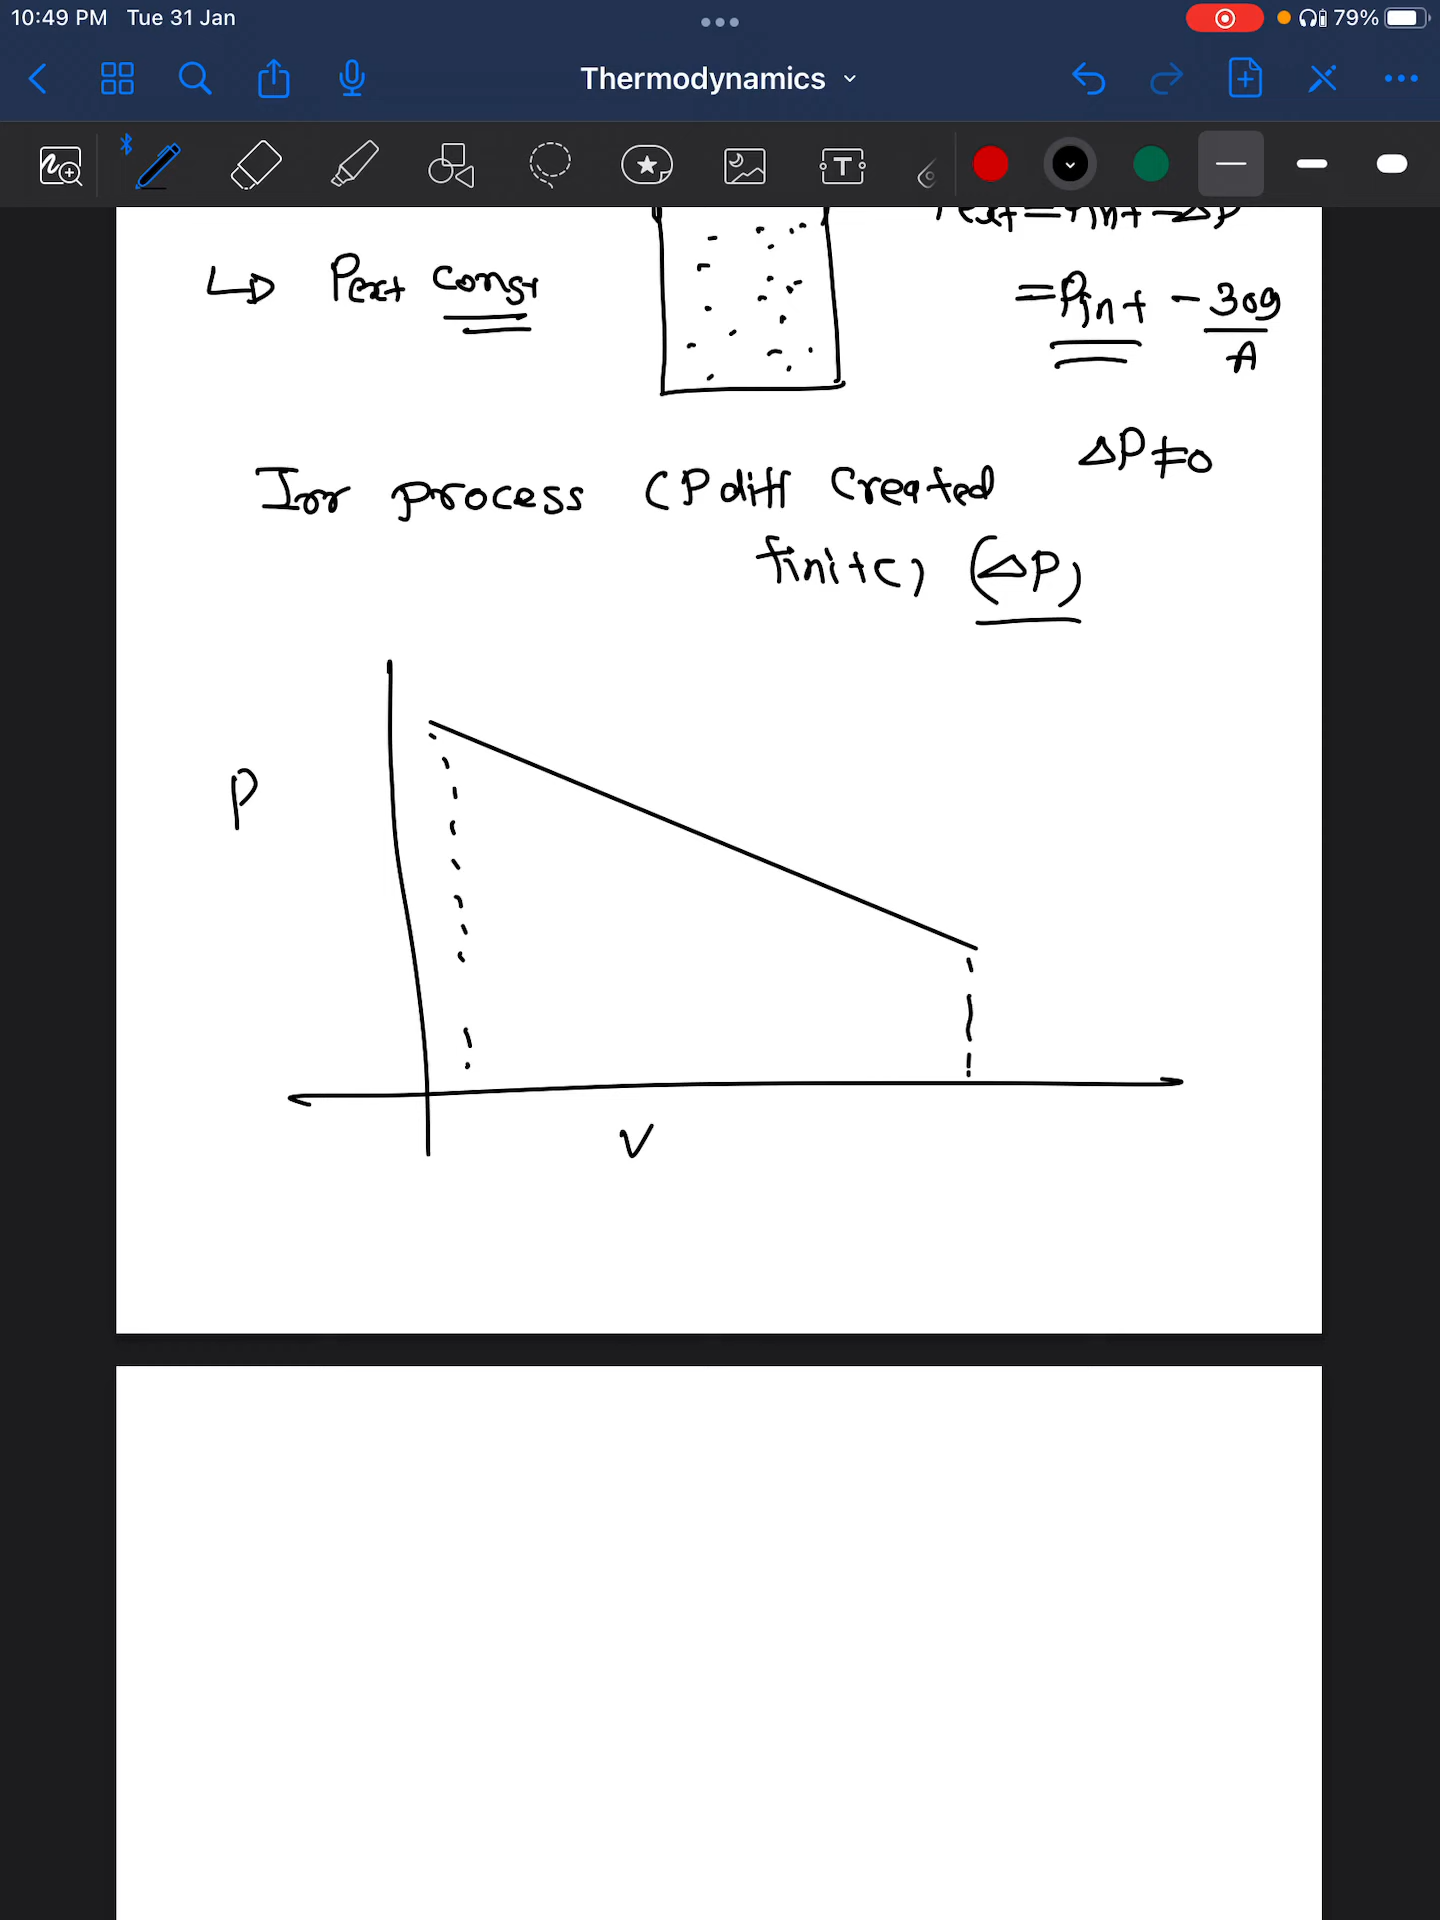 10:49 PM Tue 31 Jan
79%
Thermodynamics
T
Pext = Pint - ΔP
↳ Pext const
= Pint - 30g/A
ΔP ≠ 0
Irr process (P diff created
finite) (ΔP)
P
V